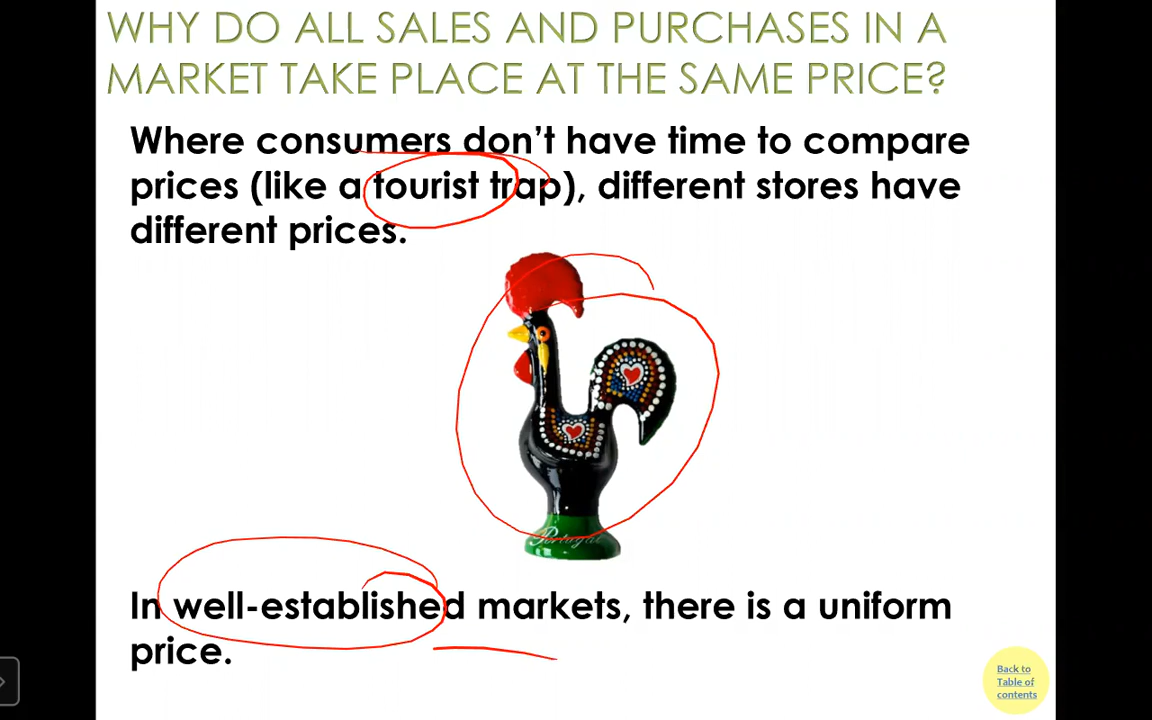 WHY DO ALL SALES AND PURCHASES IN A
MARKET TAKE PLACE AT THE SAME PRICE?
Where consumers don’t have time to compare
prices (like a tourist trap), different stores have
different prices.
Portugal
In well-established markets, there is a uniform
price.
Back to
Table of
contents